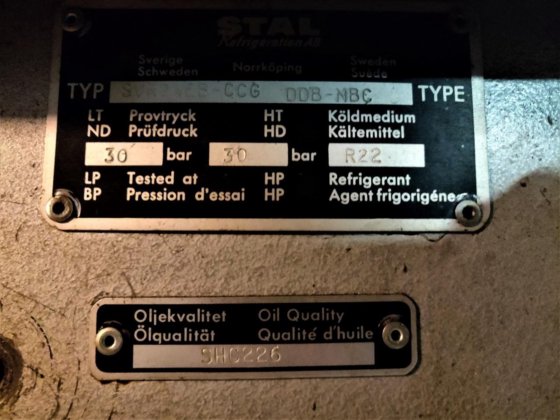 STAL
Refrigeration AB
Sverige Norrköping Sweden
Schweden Suède
TYP DDB-NBC TYPE
LT Provtryck HT Köldmedium
ND Prüfdruck HD Kältemittel
30 bar 30 bar R22
LP Tested at HP Refrigerant
BP Pression d'essai HP Agent frigorigéne
Oljekvalitet Oil Quality
Ölqualität Qualité d'huile
SHC226